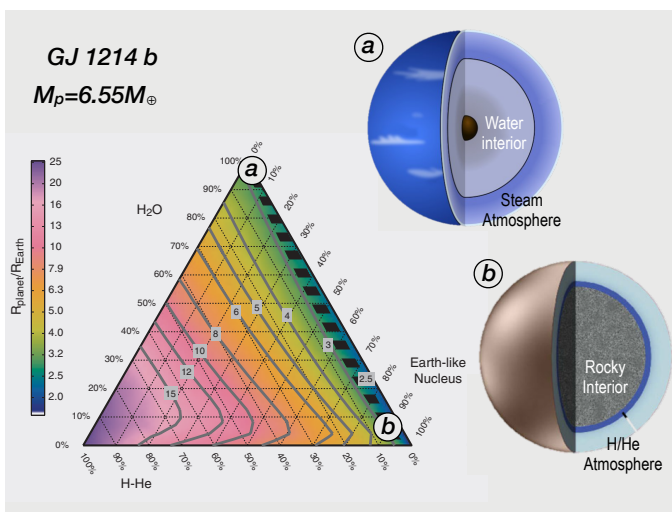 GJ 1214 b
Mp=6.55M⊕
a
Water
interior
Steam
Atmosphere
b
Rocky
Interior
H/He
Atmosphere
Rplanet/REarth
25
20
16
13
10
7.9
6.3
5.0
4.0
3.2
2.5
2.0
H₂O
100%
90%
80%
70%
60%
50%
40%
30%
20%
10%
0%
a
0%
10%
20%
30%
40%
50%
60%
70%
80%
90%
100%
Earth-like
Nucleus
6
5
4
3
8
10
12
15
2.5
b
100%
90%
80%
70%
60%
50%
40%
30%
20%
10%
0%
H-He